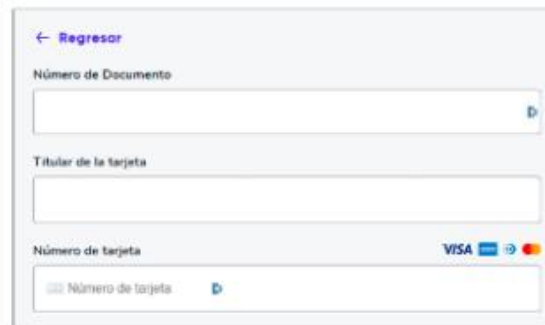 ← Regresar
Número de Documento
Titular de la tarjeta
Número de tarjeta VISA
Número de tarjeta